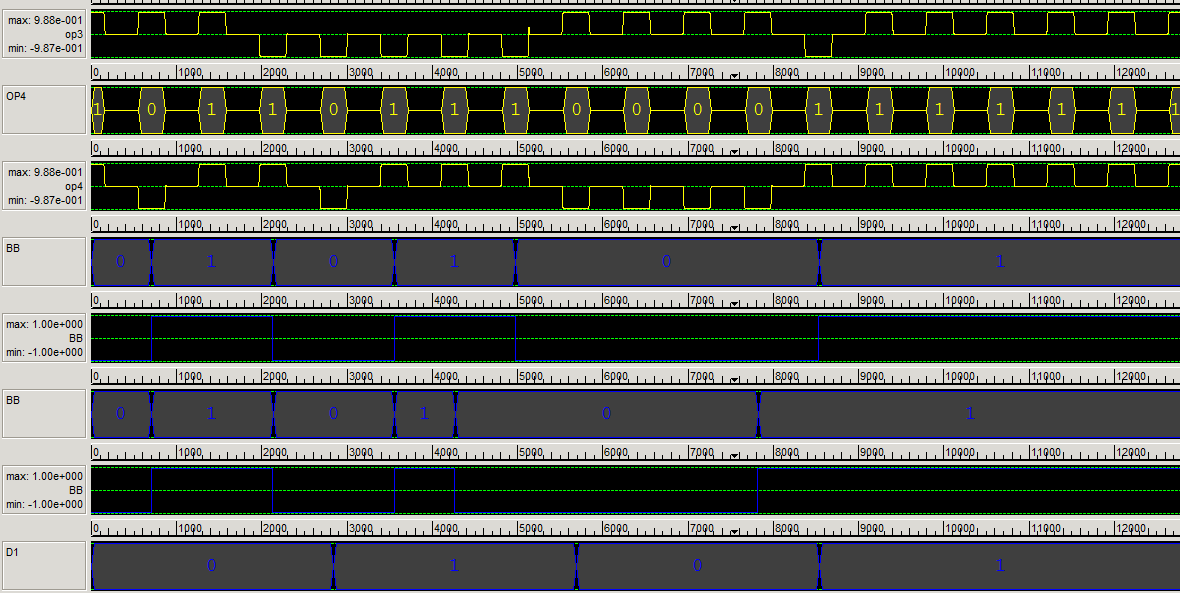 max: 9.88e-001
op3
min: -9.87e-001
0 1000 2000 3000 4000 5000 6000 7000 8000 9000 10000 11000 12000
OP4
1 0 1 1 0 1 1 1 0 0 0 0 1 1 1 1 1 1 1
0 1000 2000 3000 4000 5000 6000 7000 8000 9000 10000 11000 12000
max: 9.88e-001
op4
min: -9.87e-001
0 1000 2000 3000 4000 5000 6000 7000 8000 9000 10000 11000 12000
BB
0 1 0 1 0 1
0 1000 2000 3000 4000 5000 6000 7000 8000 9000 10000 11000 12000
max: 1.00e+000
BB
min: -1.00e+000
0 1000 2000 3000 4000 5000 6000 7000 8000 9000 10000 11000 12000
BB
0 1 0 1 0 1
0 1000 2000 3000 4000 5000 6000 7000 8000 9000 10000 11000 12000
max: 1.00e+000
BB
min: -1.00e+000
0 1000 2000 3000 4000 5000 6000 7000 8000 9000 10000 11000 12000
D1
0 1 0 1